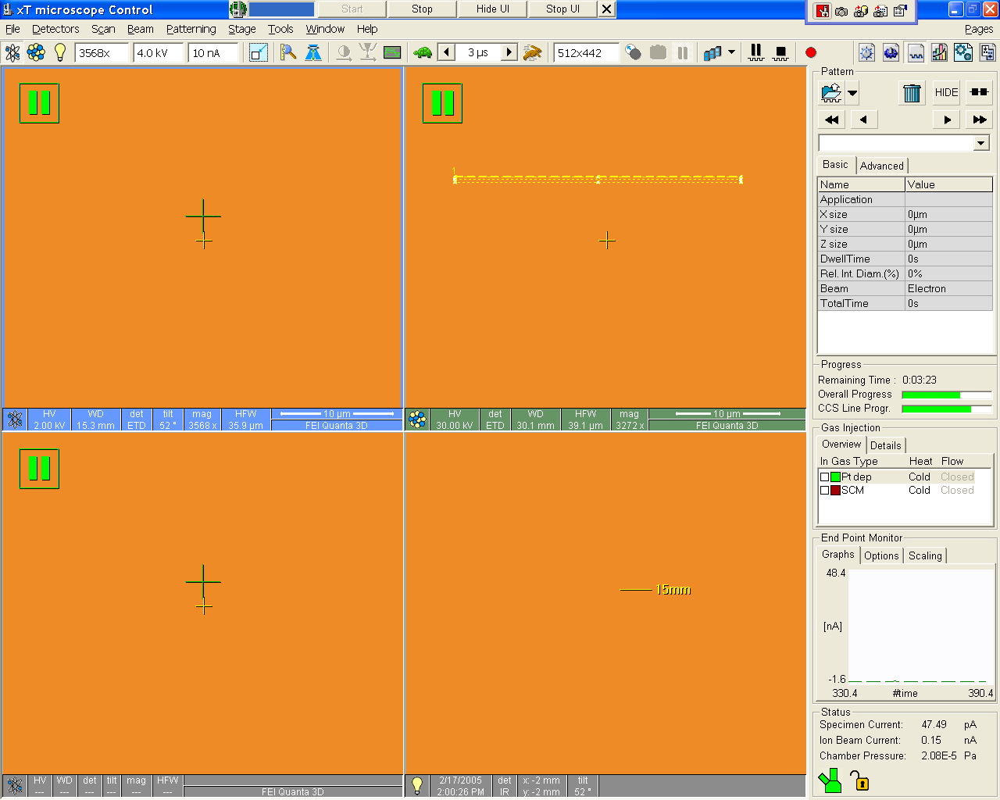 xT microscope Control
Start Stop Hide UI Stop UI
File Detectors Scan Beam Patterning Stage Tools Window Help Pages
3568x 4.0 kV 10 nA 3 µs 512x442
Pattern
HIDE
Basic Advanced
Name Value
Application
X size 0µm
Y size 0µm
Z size 0µm
DwellTime 0s
Rel. Int. Diam.(%) 0%
Beam Electron
TotalTime 0s
1
Progress
Remaining Time : 0:03:23
Overall Progress
CCS Line Progr.
HV WD det tilt mag HFW 10 µm
2.00 kV 15.3 mm ETD 52 ° 3568 x 35.9 µm FEI Quanta 3D
HV det WD HFW mag 10 µm
30.00 kV ETD 30.1 mm 39.1 µm 3272 x FEI Quanta 3D
Gas Injection
Overview Details
In Gas Type Heat Flow
Pt dep Cold Closed
SCM Cold Closed
End Point Monitor
Graphs Options Scaling
48.4
[nA]
-1.6
330.4 #time 390.4
15mm
Status
Specimen Current: 47.49 pA
Ion Beam Current: 0.15 nA
Chamber Pressure: 2.08E-5 Pa
HV WD det tilt mag HFW
--- --- --- --- --- --- FEI Quanta 3D
2/17/2005 det x: -2 mm tilt
2:00:26 PM IR y: -2 mm 52 °